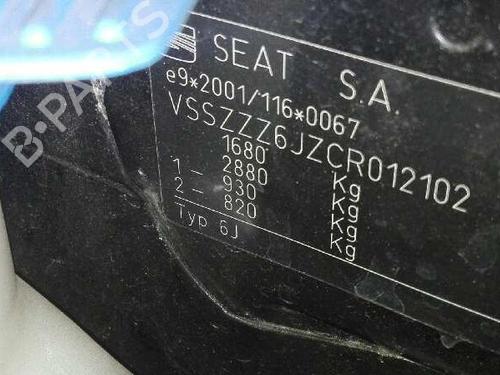 SEAT S.A.
e9*2001/116*0067
VSSZZZ6JZCR012102
1680 Kg
1 - 2880 Kg
2 - 930 Kg
820 Kg
Typ 6J
B-PARTS